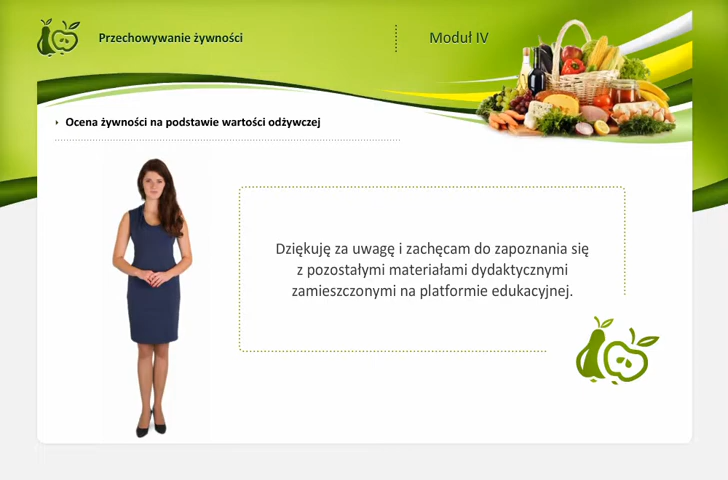 Przechowywanie żywności
Moduł IV
Ocena żywności na podstawie wartości odżywczej
Dziękuję za uwagę i zachęcam do zapoznania się
z pozostałymi materiałami dydaktycznymi
zamieszczonymi na platformie edukacyjnej.